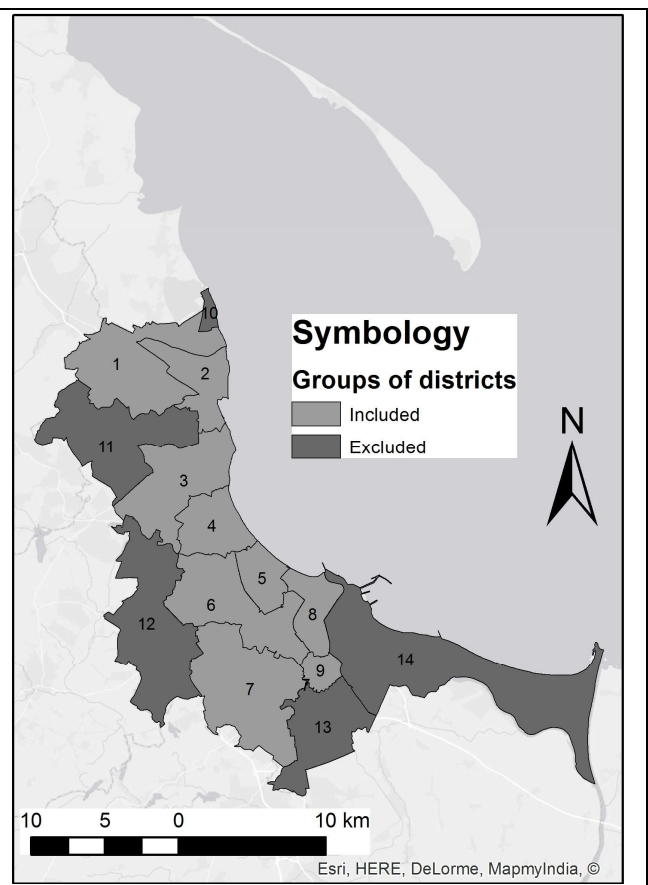 10
1
2
11
3
4
5
6
8
12
14
9
7
7
13
Symbology
Groups of districts
Included
Excluded
N
10 5 0 10 km
Esri, HERE, DeLorme, MapmyIndia, ©